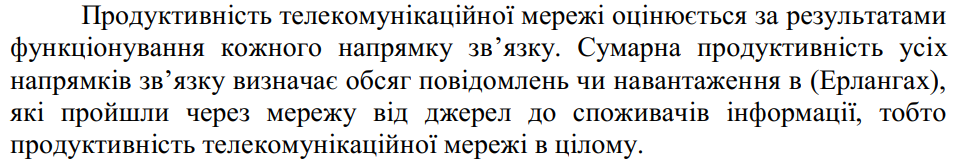 Продуктивність телекомунікаційної мережі оцінюється за результатами
функціонування кожного напрямку зв’язку. Сумарна продуктивність усіх
напрямків зв’язку визначає обсяг повідомлень чи навантаження в (Ерлангах),
які пройшли через мережу від джерел до споживачів інформації, тобто
продуктивність телекомунікаційної мережі в цілому.